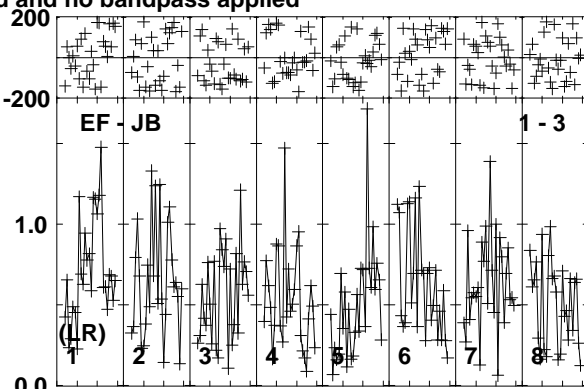 d and no bandpass applied
200
-200
EF - JB 1 - 3
1.0
(LR)
1 2 3 4 5 6 7 8
0.0